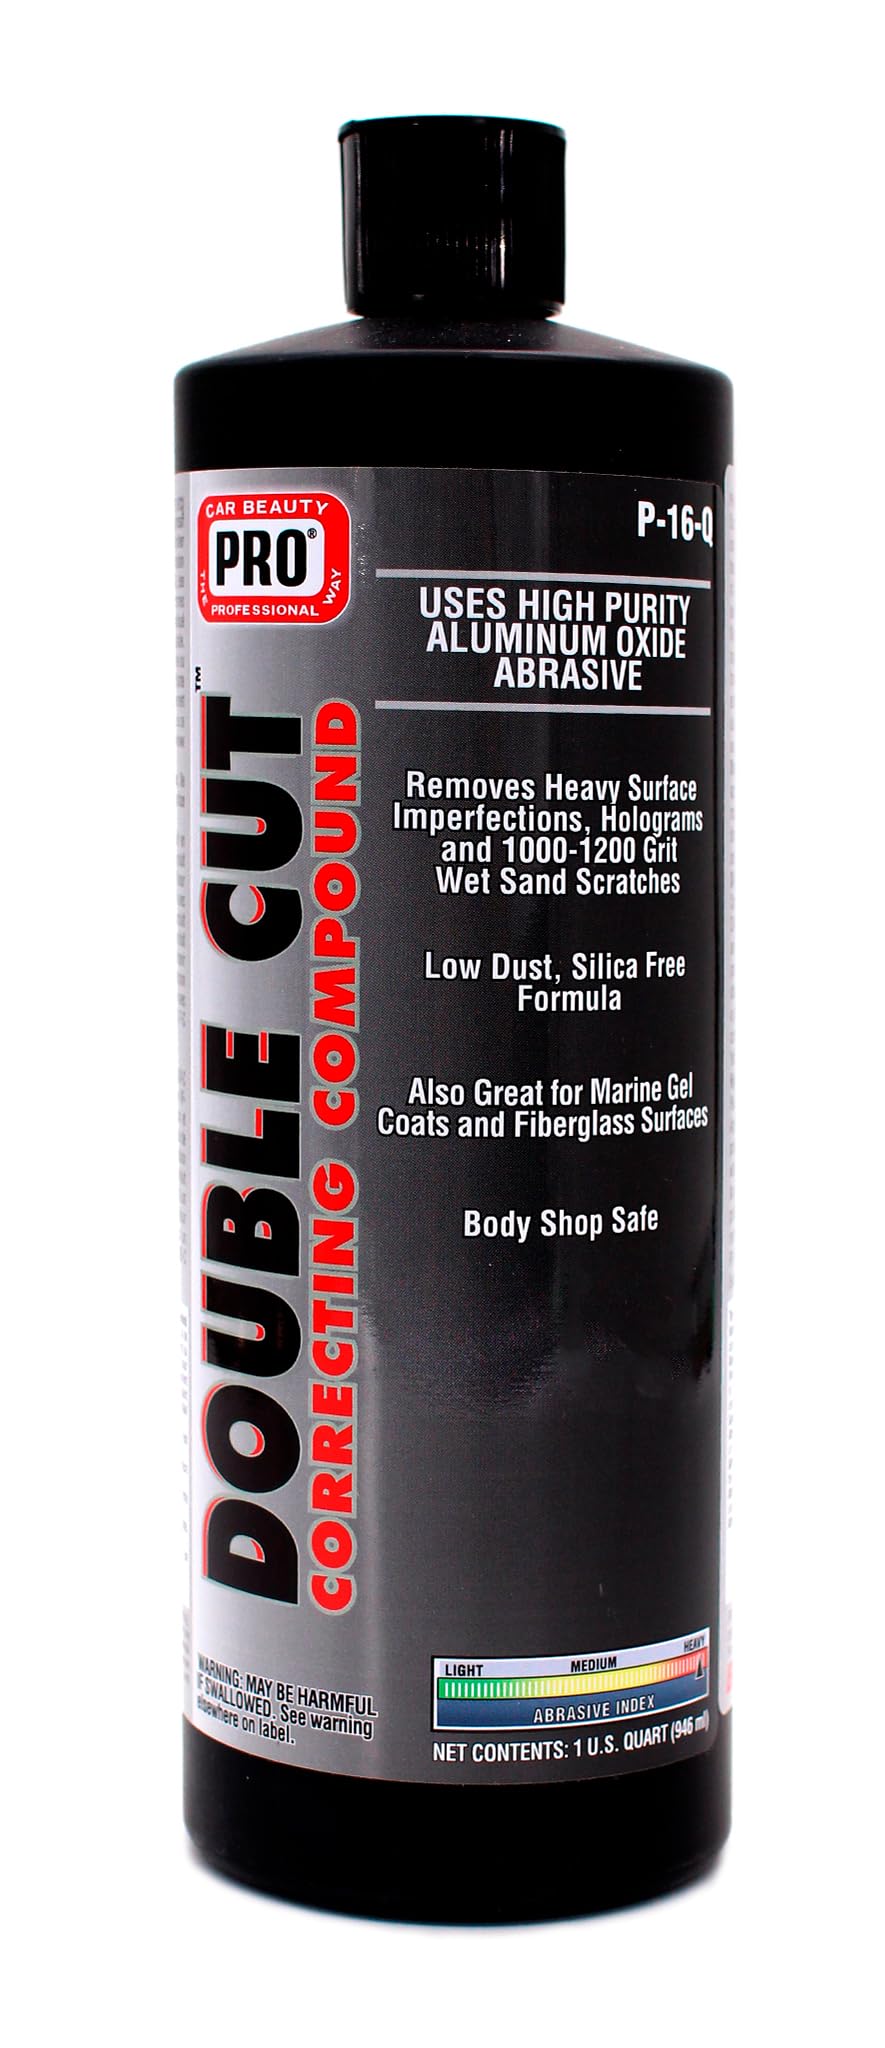 CAR BEAUTY
PRO®
THE PROFESSIONAL WAY
P-16-Q
USES HIGH PURITY
ALUMINUM OXIDE
ABRASIVE
DOUBLE CUT™
CORRECTING COMPOUND
Removes Heavy Surface
Imperfections, Holograms
and 1000-1200 Grit
Wet Sand Scratches
Low Dust, Silica Free
Formula
Also Great for Marine Gel
Coats and Fiberglass Surfaces
Body Shop Safe
WARNING: MAY BE HARMFUL
IF SWALLOWED. See warning
elsewhere on label.
LIGHT MEDIUM HEAVY
ABRASIVE INDEX
NET CONTENTS: 1 U.S. QUART (946 ml)